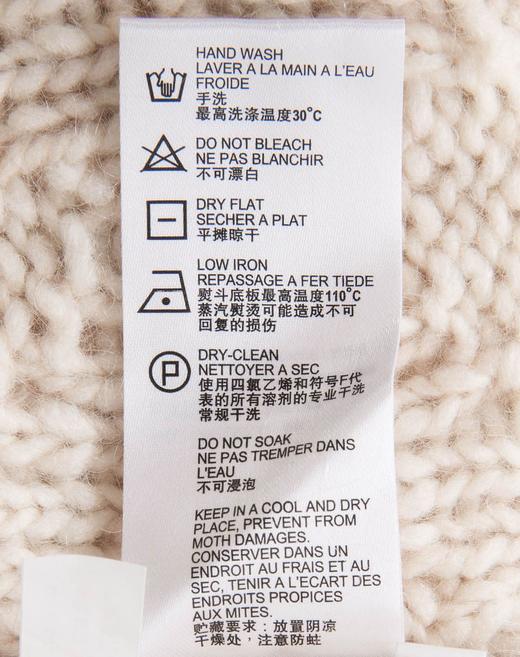 HAND WASH
LAVER A LA MAIN A L'EAU
FROIDE
手洗
最高洗涤温度30°C
DO NOT BLEACH
NE PAS BLANCHIR
不可漂白
DRY FLAT
SECHER A PLAT
平摊晾干
LOW IRON
REPASSAGE A FER TIEDE
熨斗底板最高温度110°C
蒸汽熨烫可能造成不可
回复的损伤
P
DRY-CLEAN
NETTOYER A SEC
使用四氯乙烯和符号F代
表的所有溶剂的专业干洗
常规干洗
DO NOT SOAK
NE PAS TREMPER DANS
L'EAU
不可浸泡
KEEP IN A COOL AND DRY
PLACE, PREVENT FROM
MOTH DAMAGES.
CONSERVER DANS UN
ENDROIT AU FRAIS ET AU
SEC, TENIR A L'ECART DES
ENDROITS PROPICES
AUX MITES.
贮藏要求：放置阴凉
干燥处，注意防蛀